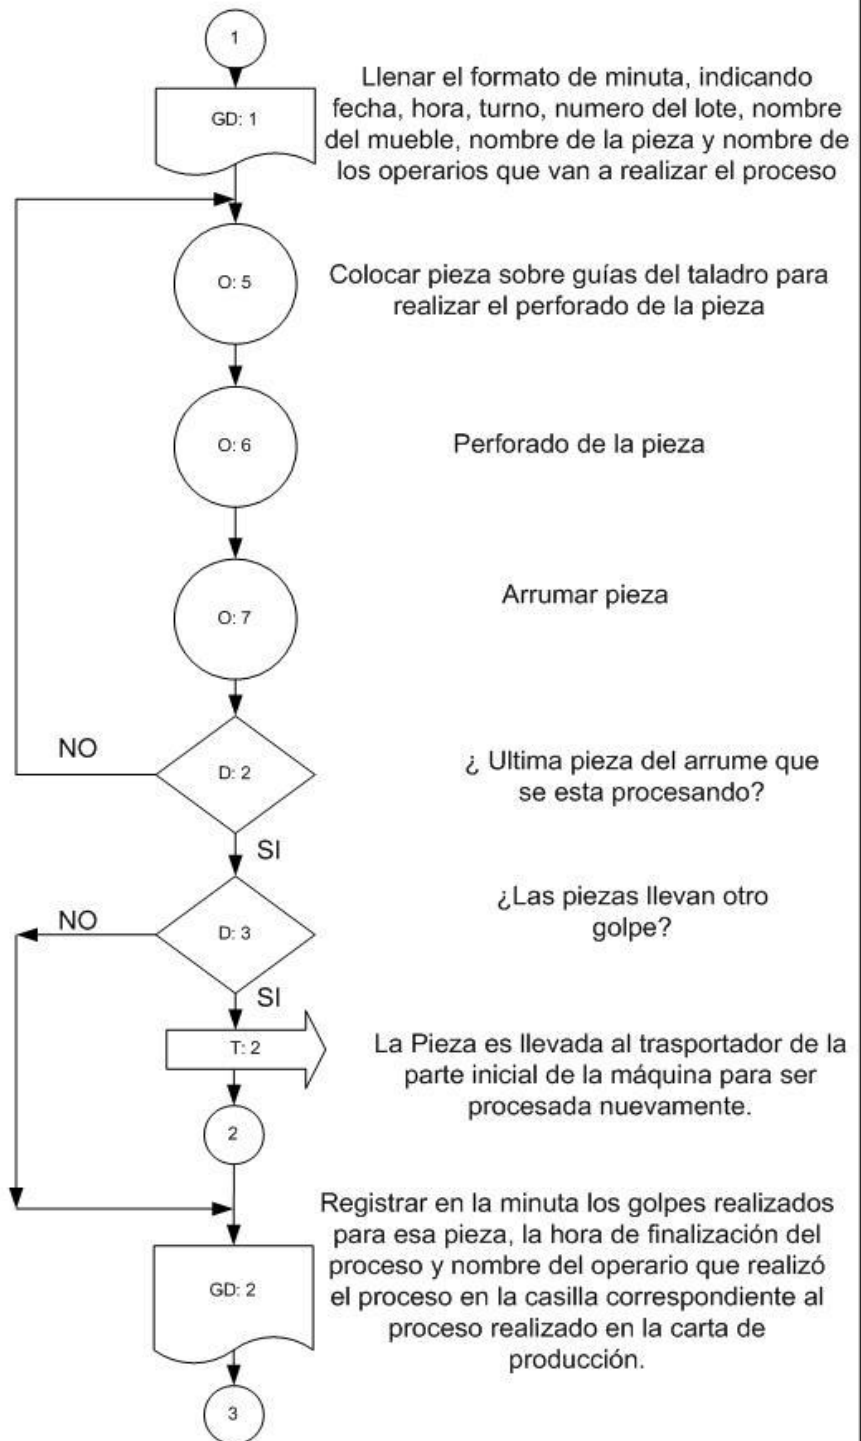 1
GD: 1
Llenar el formato de minuta, indicando
fecha, hora, turno, numero del lote, nombre
del mueble, nombre de la pieza y nombre de
los operarios que van a realizar el proceso
O: 5
Colocar pieza sobre guías del taladro para
realizar el perforado de la pieza
O: 6
Perforado de la pieza
O: 7
Arrumar pieza
NO
D: 2
¿ Ultima pieza del arrume que
se esta procesando?
SI
NO
D: 3
¿Las piezas llevan otro
golpe?
SI
T: 2
La Pieza es llevada al trasportador de la
parte inicial de la máquina para ser
procesada nuevamente.
2
GD: 2
Registrar en la minuta los golpes realizados
para esa pieza, la hora de finalización del
proceso y nombre del operario que realizó
el proceso en la casilla correspondiente al
proceso realizado en la carta de
producción.
3